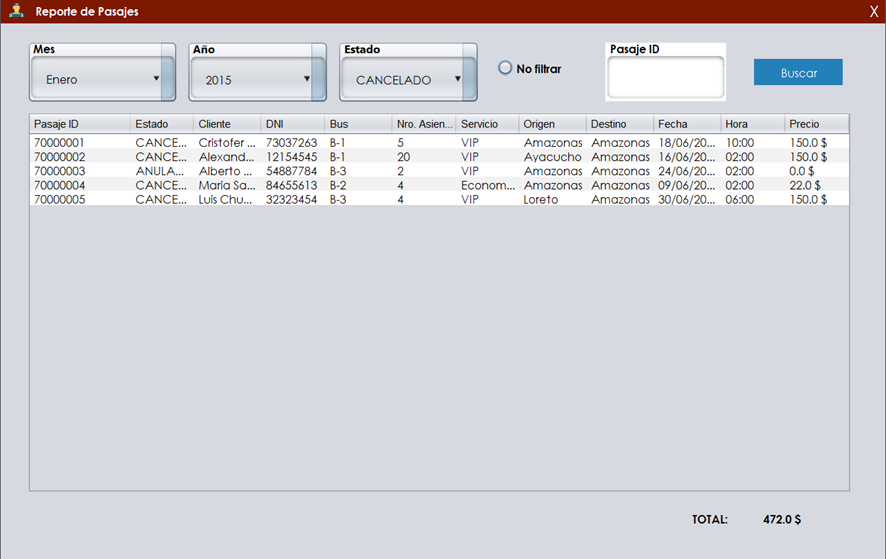 Reporte de Pasajes X
Mes Año Estado Pasaje ID
Enero 2015 CANCELADO No filtrar Buscar
Pasaje ID Estado Cliente DNI Bus Nro. Asien... Servicio Origen Destino Fecha Hora Precio
70000001 CANCE... Cristofer ... 73037263 B-1 5 VIP Amazonas Amazonas 18/06/20... 10:00 150.0 $
70000002 CANCE... Alexand... 12154545 B-1 20 VIP Ayacucho Amazonas 16/06/20... 02:00 150.0 $
70000003 ANULA... Alberto ... 54887784 B-3 2 VIP Amazonas Amazonas 24/06/20... 02:00 0.0 $
70000004 CANCE... Maria Sa... 84655613 B-2 4 Econom... Amazonas Amazonas 09/06/20... 02:00 22.0 $
70000005 CANCE... Luis Chu... 32323454 B-3 4 VIP Loreto Amazonas 30/06/20... 06:00 150.0 $
TOTAL: 472.0 $